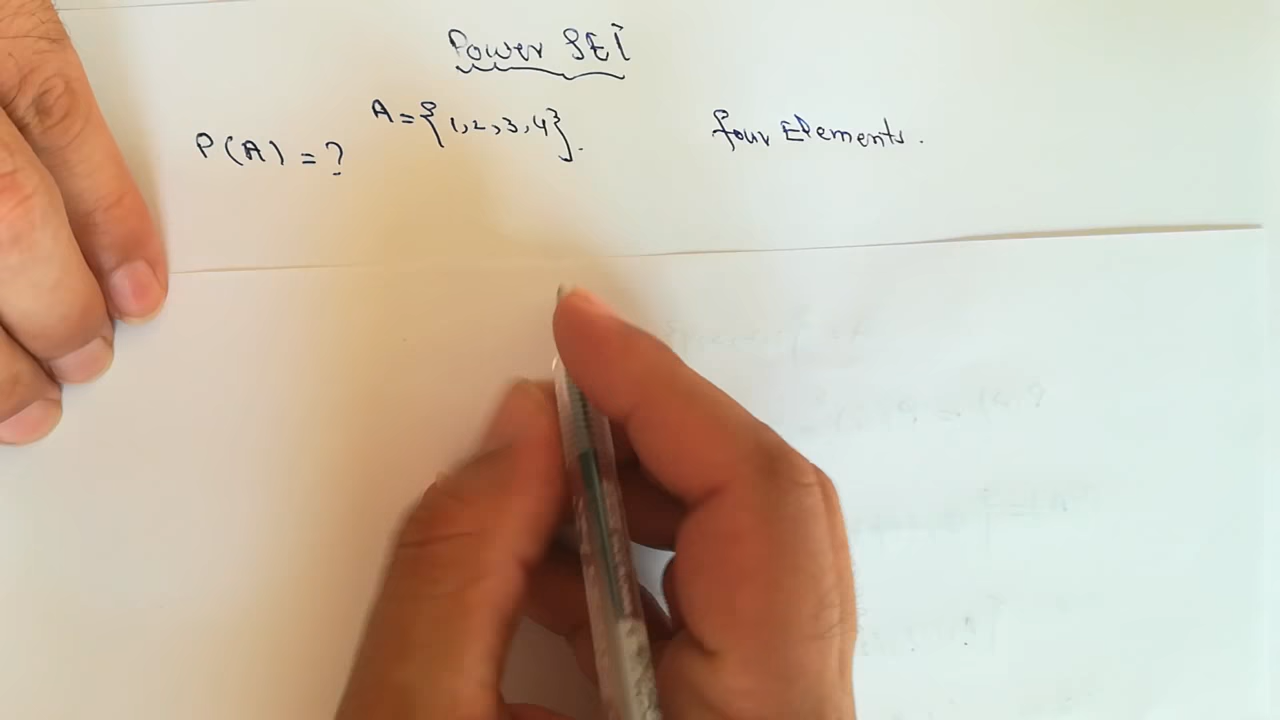 Power SET
A = {1, 2, 3, 4}.
four Elements.
P(A) = ?